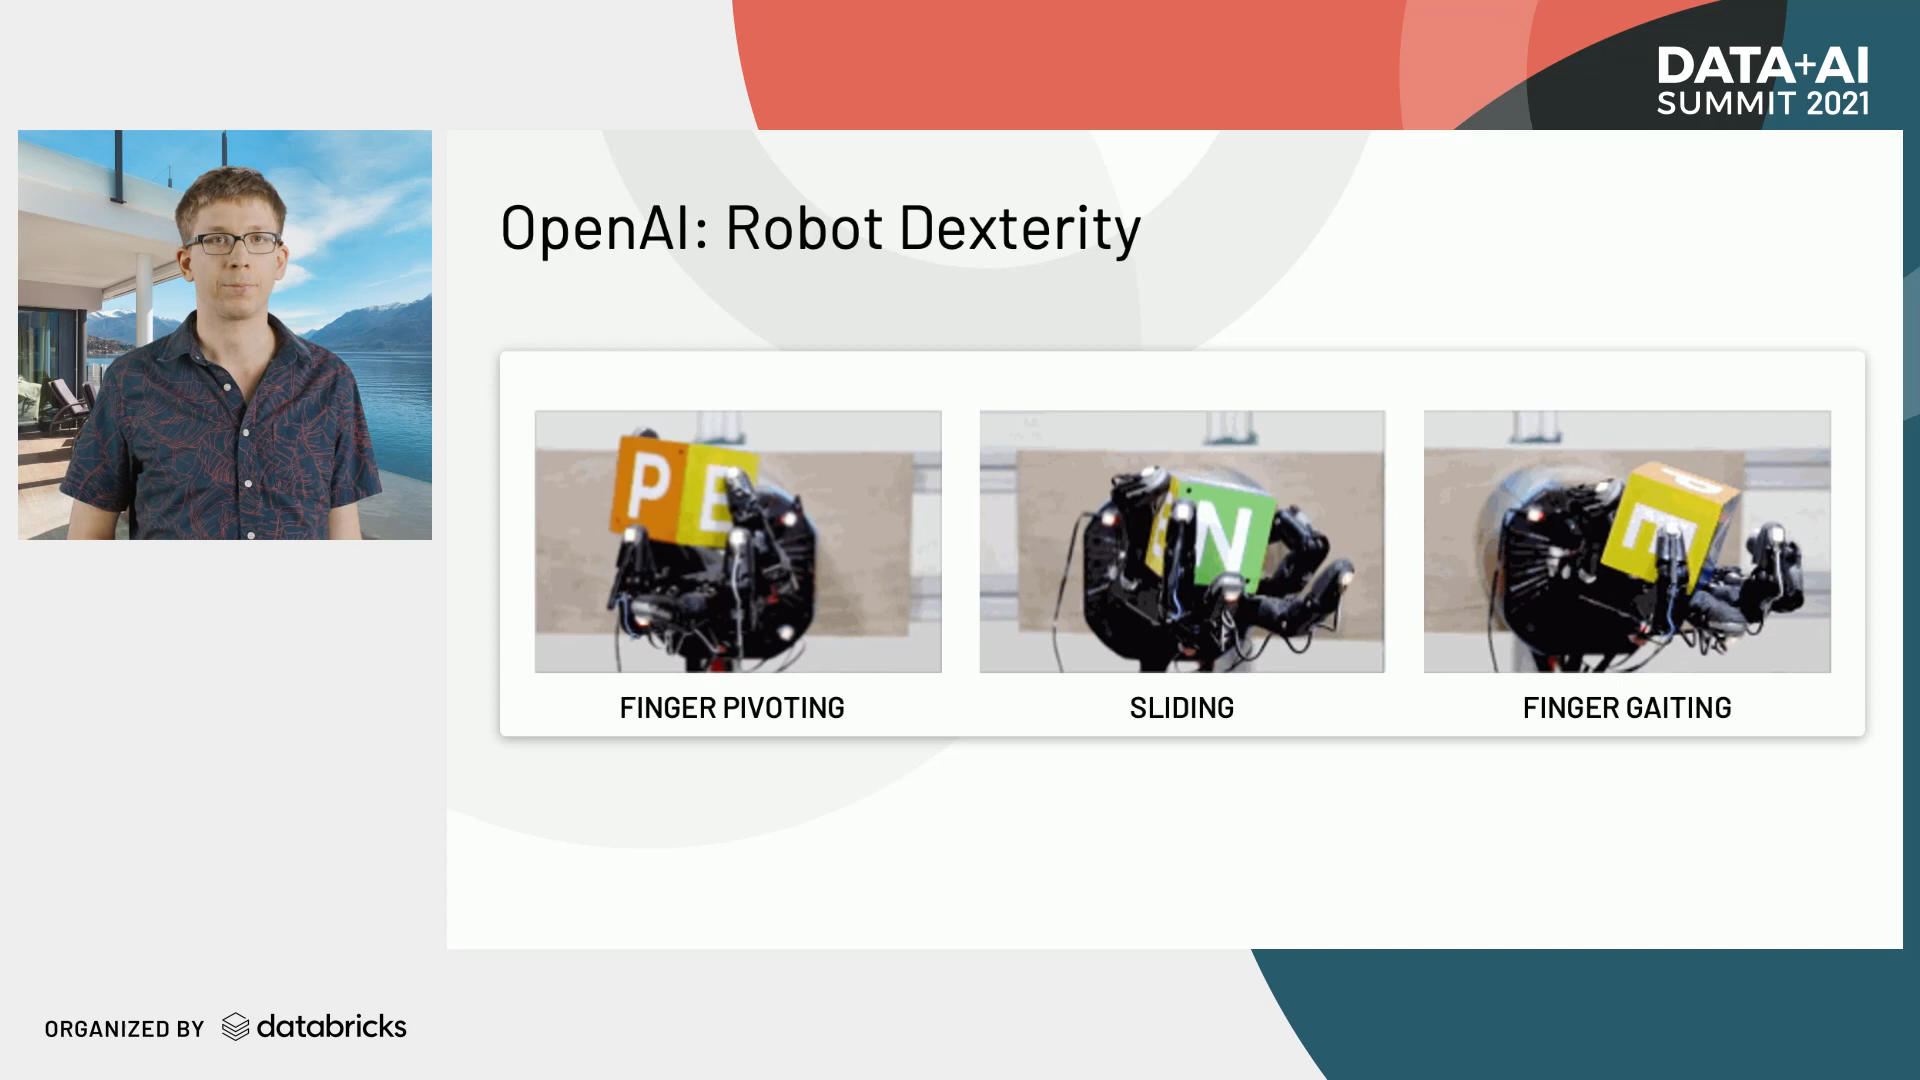 DATA+AI
SUMMIT 2021
OpenAI: Robot Dexterity
P E
N
E
FINGER PIVOTING
SLIDING
FINGER GAITING
ORGANIZED BY databricks